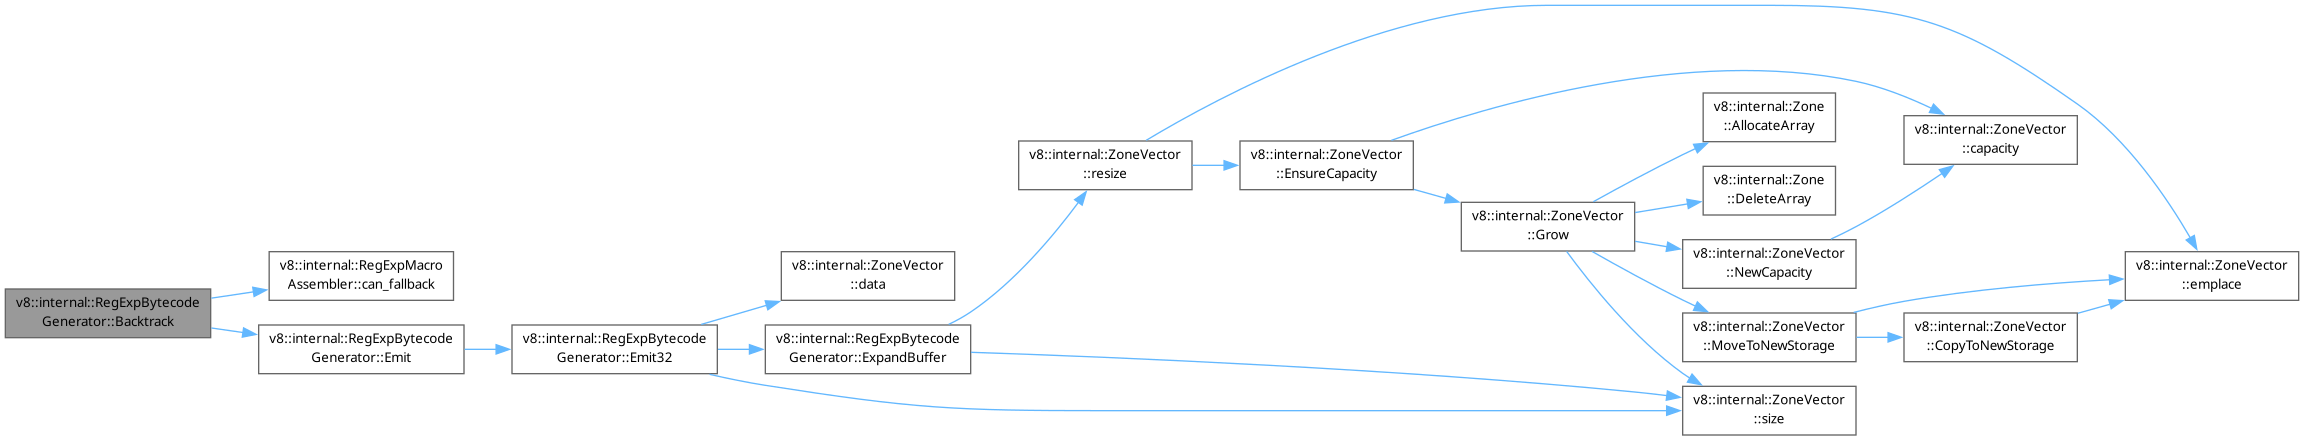 v8::internal::RegExpBytecode
Generator::Backtrack
v8::internal::RegExpMacro
Assembler::can_fallback
v8::internal::RegExpBytecode
Generator::Emit
v8::internal::RegExpBytecode
Generator::Emit32
v8::internal::ZoneVector
::data
v8::internal::RegExpBytecode
Generator::ExpandBuffer
v8::internal::ZoneVector
::resize
v8::internal::ZoneVector
::EnsureCapacity
v8::internal::ZoneVector
::Grow
v8::internal::Zone
::AllocateArray
v8::internal::Zone
::DeleteArray
v8::internal::ZoneVector
::NewCapacity
v8::internal::ZoneVector
::MoveToNewStorage
v8::internal::ZoneVector
::size
v8::internal::ZoneVector
::capacity
v8::internal::ZoneVector
::CopyToNewStorage
v8::internal::ZoneVector
::emplace